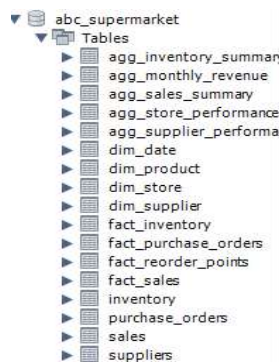 abc_supermarket
Tables
agg_inventory_summary
agg_monthly_revenue
agg_sales_summary
agg_store_performance
agg_supplier_performa
dim_date
dim_product
dim_store
dim_supplier
fact_inventory
fact_purchase_orders
fact_reorder_points
fact_sales
inventory
purchase_orders
sales
suppliers